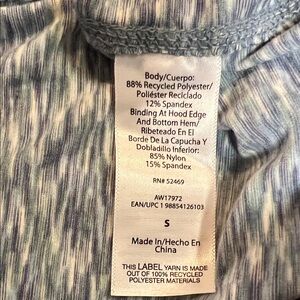 Body/Cuerpo:
88% Recycled Polyester/
Poliéster Reciclado
12% Spandex
Binding At Hood Edge
And Bottom Hem/
Ribeteado En El
Borde De La Capucha Y
Dobladillo Inferior:
85% Nylon
15% Spandex
RN# 52469
AW17972
EAN/UPC 1 98854126103
S
Made In/Hecho En
China
THIS LABEL YARN IS MADE
OUT OF 100% RECYCLED
POLYESTER MATERIALS